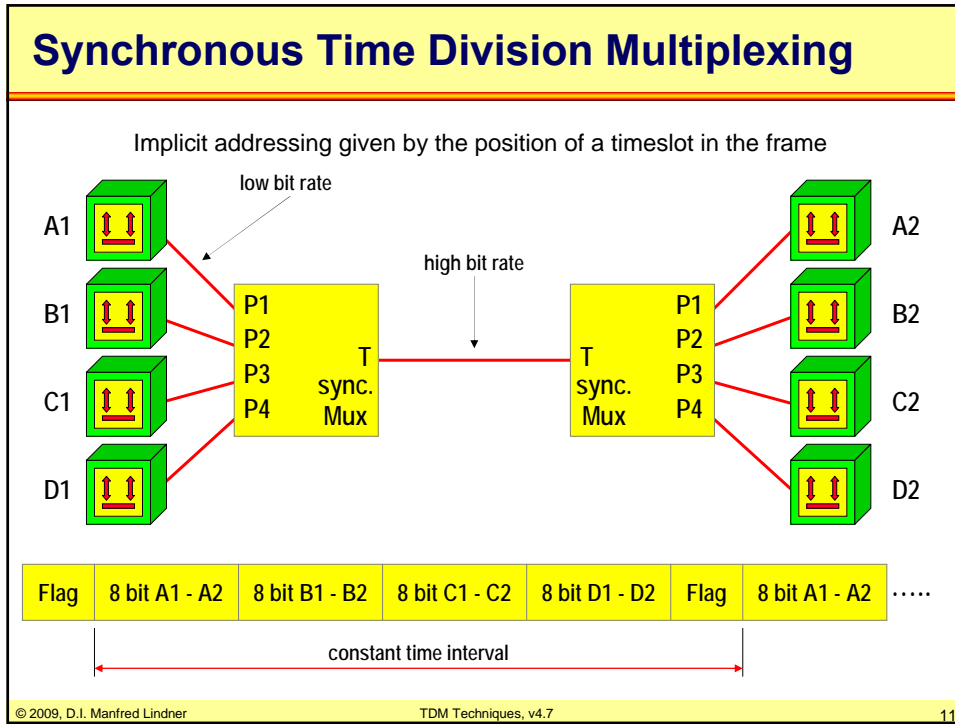 Synchronous Time Division Multiplexing
Implicit addressing given by the position of a timeslot in the frame
low bit rate
A1
A2
high bit rate
B1
P1
P1
B2
P2
P2
T
T
P3
P3
sync.
sync.
C1
P4
P4
C2
Mux
Mux
D1
D2
Flag 8 bit A1 - A2 8 bit B1 - B2 8 bit C1 - C2 8 bit D1 - D2 Flag 8 bit A1 - A2 .....
constant time interval
© 2009, D.I. Manfred Lindner TDM Techniques, v4.7 11